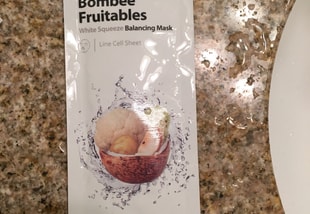 Bombee
Fruitables
White Squeeze Balancing Mask
Line Cell Sheet